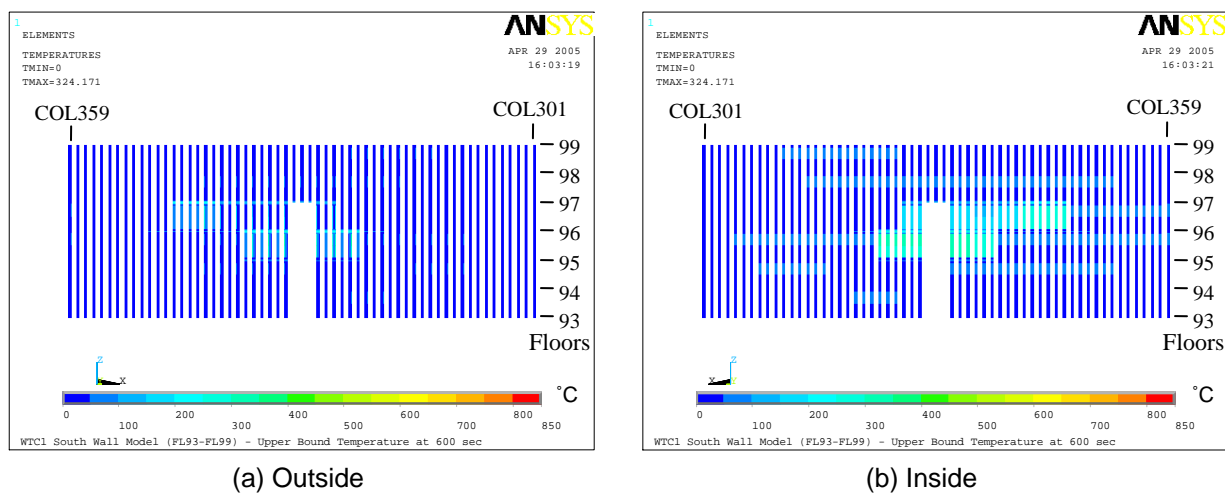 1
ELEMENTS
TEMPERATURES
TMIN=0
TMAX=324.171
ANSYS
APR 29 2005
16:03:19
COL359
COL301
99
98
97
96
95
94
93
Floors
Z
X
˚C
0 100 200 300 400 500 600 700 800 850
WTC1 South Wall Model (FL93-FL99) - Upper Bound Temperature at 600 sec
(a) Outside
1
ELEMENTS
TEMPERATURES
TMIN=0
TMAX=324.171
ANSYS
APR 29 2005
16:03:21
COL301
COL359
99
98
97
96
95
94
93
Floors
Z
X
Y
˚C
0 100 200 300 400 500 600 700 800 850
WTC1 South Wall Model (FL93-FL99) - Upper Bound Temperature at 600 sec
(b) Inside